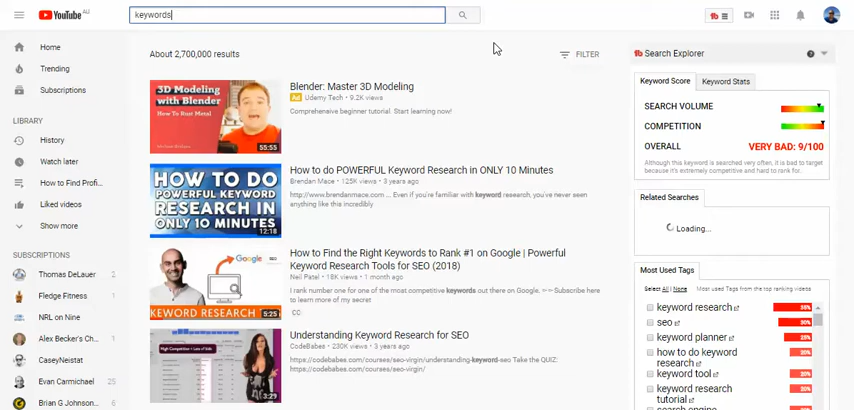 YouTube AU
keywords
tb
Home
Trending
Subscriptions
LIBRARY
History
Watch later
How to Find Profi...
Liked videos
Show more
SUBSCRIPTIONS
Thomas DeLauer 2
Fledge Fitness
NRL on Nine
Alex Becker's Ch...
CaseyNeistat
Evan Carmichael 25
Brian G Johnson...
About 2,700,000 results
FILTER
3D Modeling
with Blender
How To Rust Metal
55:55
Blender: Master 3D Modeling
Ad Udemy Tech • 9.2K views
Comprehensive beginner tutorial. Start learning now!
HOW TO DO
POWERFUL KEYWORD
RESEARCH IN
ONLY 10 MINUTES
12:18
How to do POWERFUL Keyword Research in ONLY 10 Minutes
Brendan Mace • 125K views • 3 years ago
http://www.brendanmace.com ... Even if you're familiar with keyword research, you've never seen
anything like this incredibly
Google
KEYWORD RESEARCH
5:25
How to Find the Right Keywords to Rank #1 on Google | Powerful
Keyword Research Tools for SEO (2018)
Neil Patel • 18K views • 1 month ago
I rank number one for one of the most competitive keywords out there on Google. >> Subscribe here
to learn more of my secret
CC
3:29
Understanding Keyword Research for SEO
CodeBabes • 230K views • 3 years ago
https://codebabes.com/courses/seo-virgin/understanding-keyword-seo Take the QUIZ:
https://codebabes.com/courses/seo-virgin/...
tb Search Explorer
Keyword Score Keyword Stats
SEARCH VOLUME
COMPETITION
OVERALL VERY BAD: 9/100
Although this keyword is searched very often, it is bad to target
because it's extremely competitive and hard to rank for.
Related Searches
Loading...
Most Used Tags
Select All | None Most used Tags from the top ranking videos
keyword research 35%
seo 30%
keyword planner 25%
how to do keyword
research 20%
keyword tool 20%
keyword research
tutorial 20%
search engine